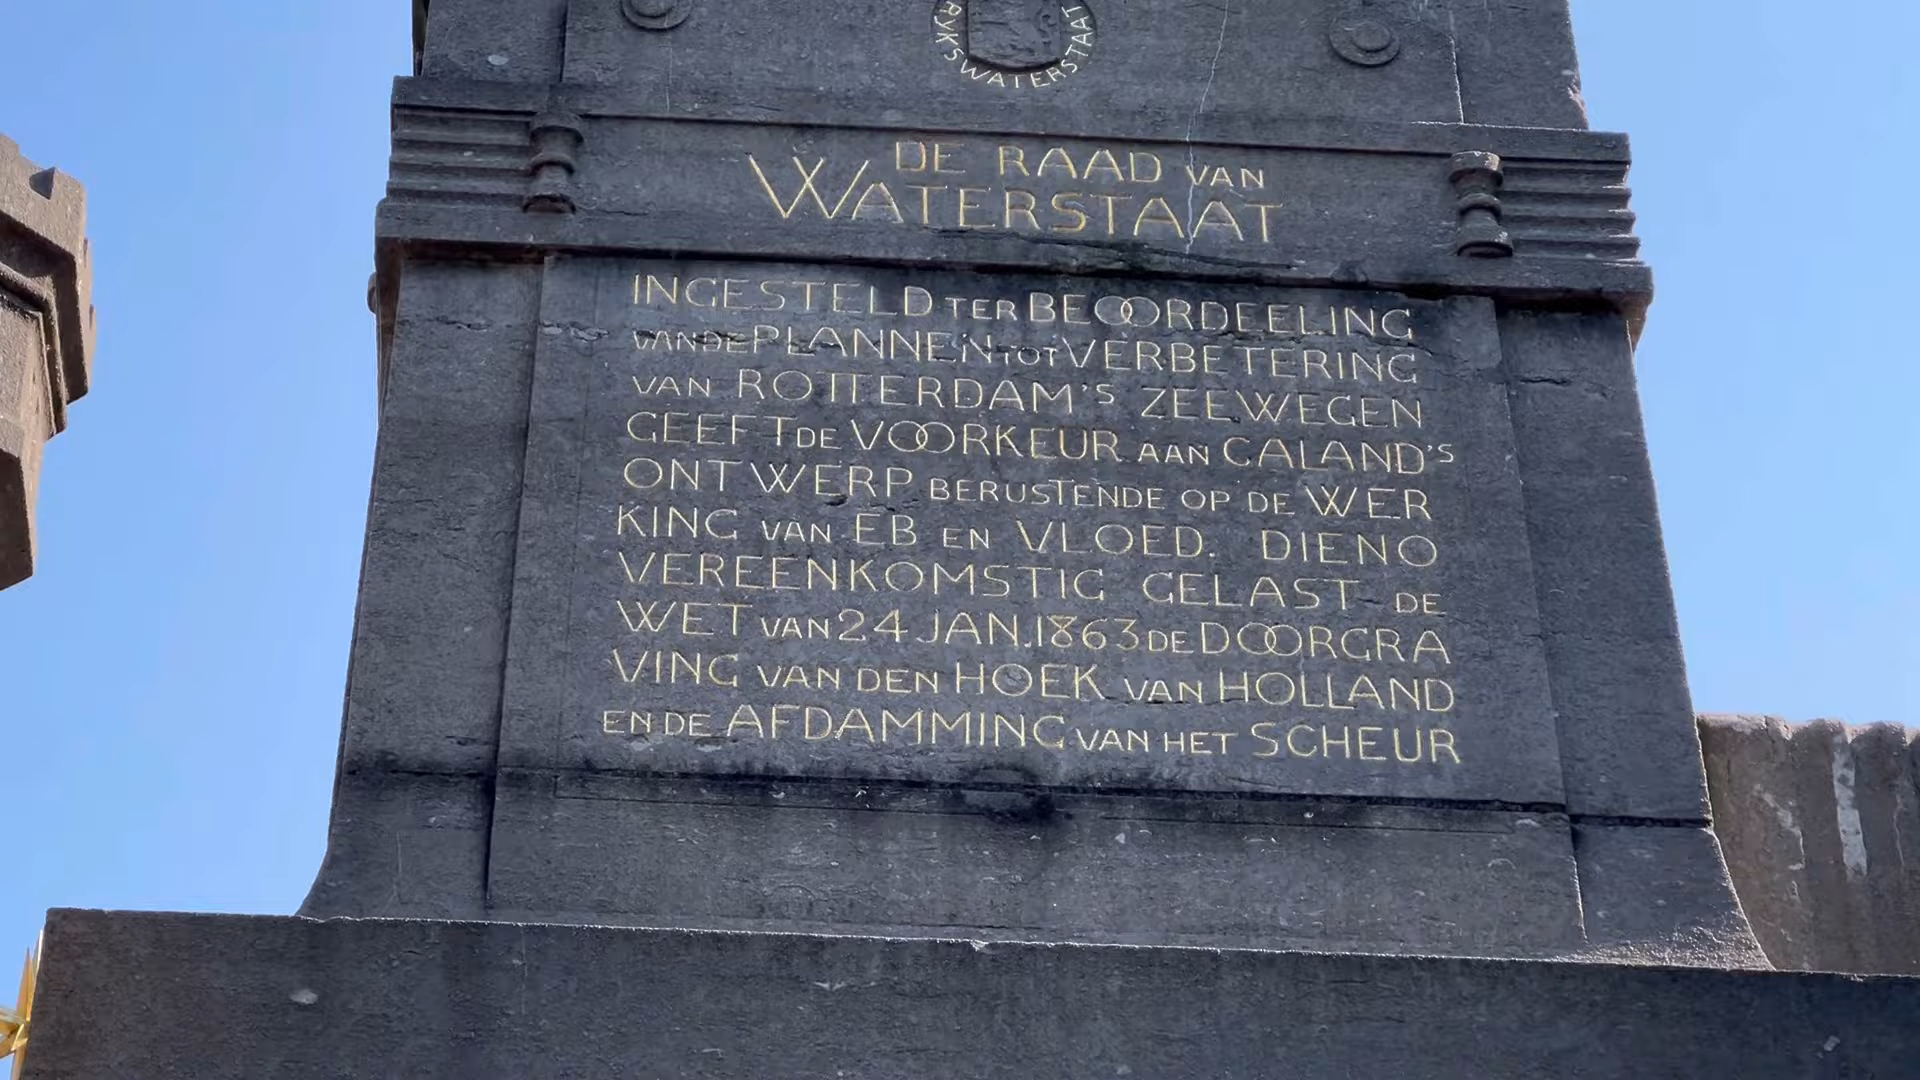 RYKSWATERSTAAT
DE RAAD VAN
WATERSTAAT
INGESTELD TER BEOORDEELING
VAN DE PLANNEN TOT VERBETERING
VAN ROTTERDAM'S ZEEWEGEN
GEEFT DE VOORKEUR AAN CALAND'S
ONTWERP BERUSTENDE OP DE WER
KING VAN EB EN VLOED. DIENO
VEREENKOMSTIG GELAST DE
WET VAN 24 JAN. 1863 DE DOORGRA
VING VAN DEN HOEK VAN HOLLAND
EN DE AFDAMMING VAN HET SCHEUR